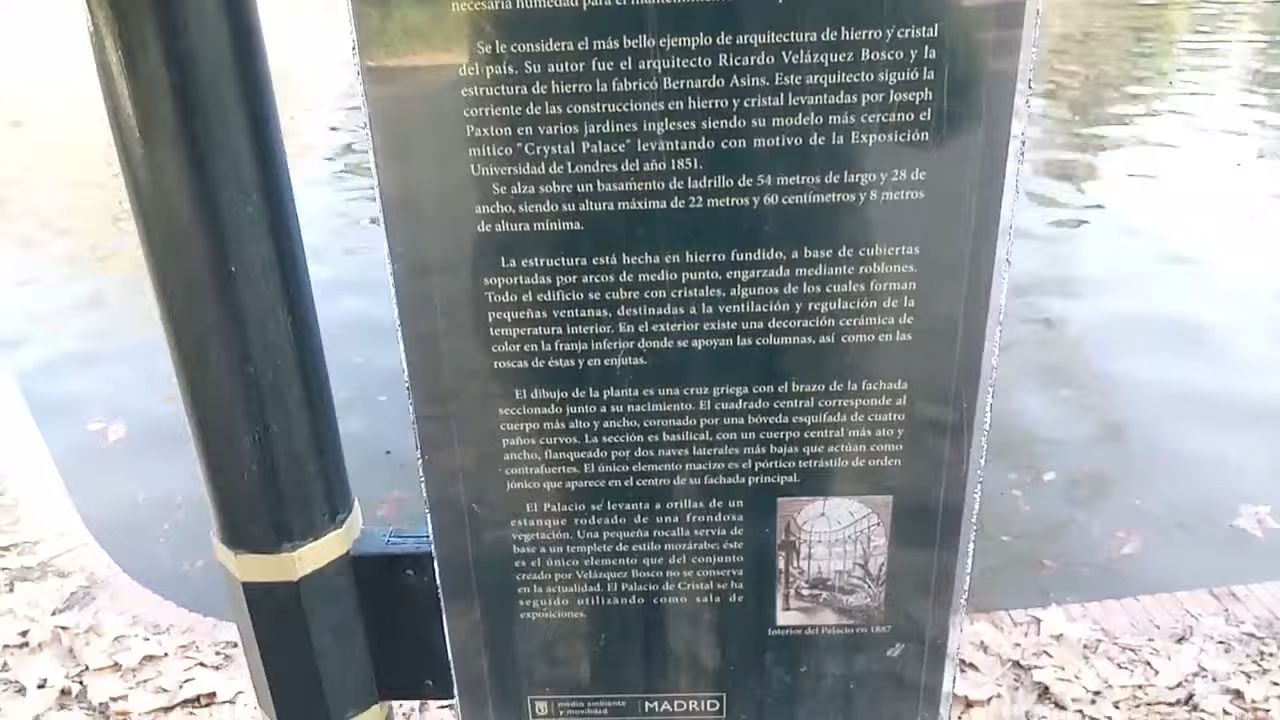 necesaria humedad para el
Se le considera el más bello ejemplo de arquitectura de hierro y cristal
del país. Su autor fue el arquitecto Ricardo Velázquez Bosco y la
estructura de hierro la fabricó Bernardo Asins. Este arquitecto siguió la
corriente de las construcciones en hierro y cristal levantadas por Joseph
Paxton en varios jardines ingleses siendo su modelo más cercano el
mítico "Crystal Palace" levantando con motivo de la Exposición
Universidad de Londres del año 1851.
Se alza sobre un basamento de ladrillo de 54 metros de largo y 28 de
ancho, siendo su altura máxima de 22 metros y 60 centímetros y 8 metros
de altura mínima.
La estructura está hecha en hierro fundido, a base de cubiertas
soportadas por arcos de medio punto, engarzada mediante roblones.
Todo el edificio se cubre con cristales, algunos de los cuales forman
pequeñas ventanas, destinadas a la ventilación y regulación de la
temperatura interior. En el exterior existe una decoración cerámica de
color en la franja inferior donde se apoyan las columnas, así como en las
roscas de éstas y en enjutas.
El dibujo de la planta es una cruz griega con el brazo de la fachada
seccionado junto a su nacimiento. El cuadrado central corresponde al
cuerpo más alto y ancho, coronado por una bóveda esquifada de cuatro
paños curvos. La sección es basilical, con un cuerpo central más ato y
ancho, flanqueado por dos naves laterales más bajas que actúan como
contrafuertes. El único elemento macizo es el pórtico tetrástilo de orden
jónico que aparece en el centro de su fachada principal.
El Palacio se levanta a orillas de un
estanque rodeado de una frondosa
vegetación. Una pequeña rocalla servía de
base a un templete de estilo mozárabe; éste
es el único elemento que del conjunto
creado por Velázquez Bosco no se conserva
en la actualidad. El Palacio de Cristal se ha
seguido utilizando como sala de
exposiciones.
Interior del Palacio en 1887
medio ambiente
y movilidad
MADRID